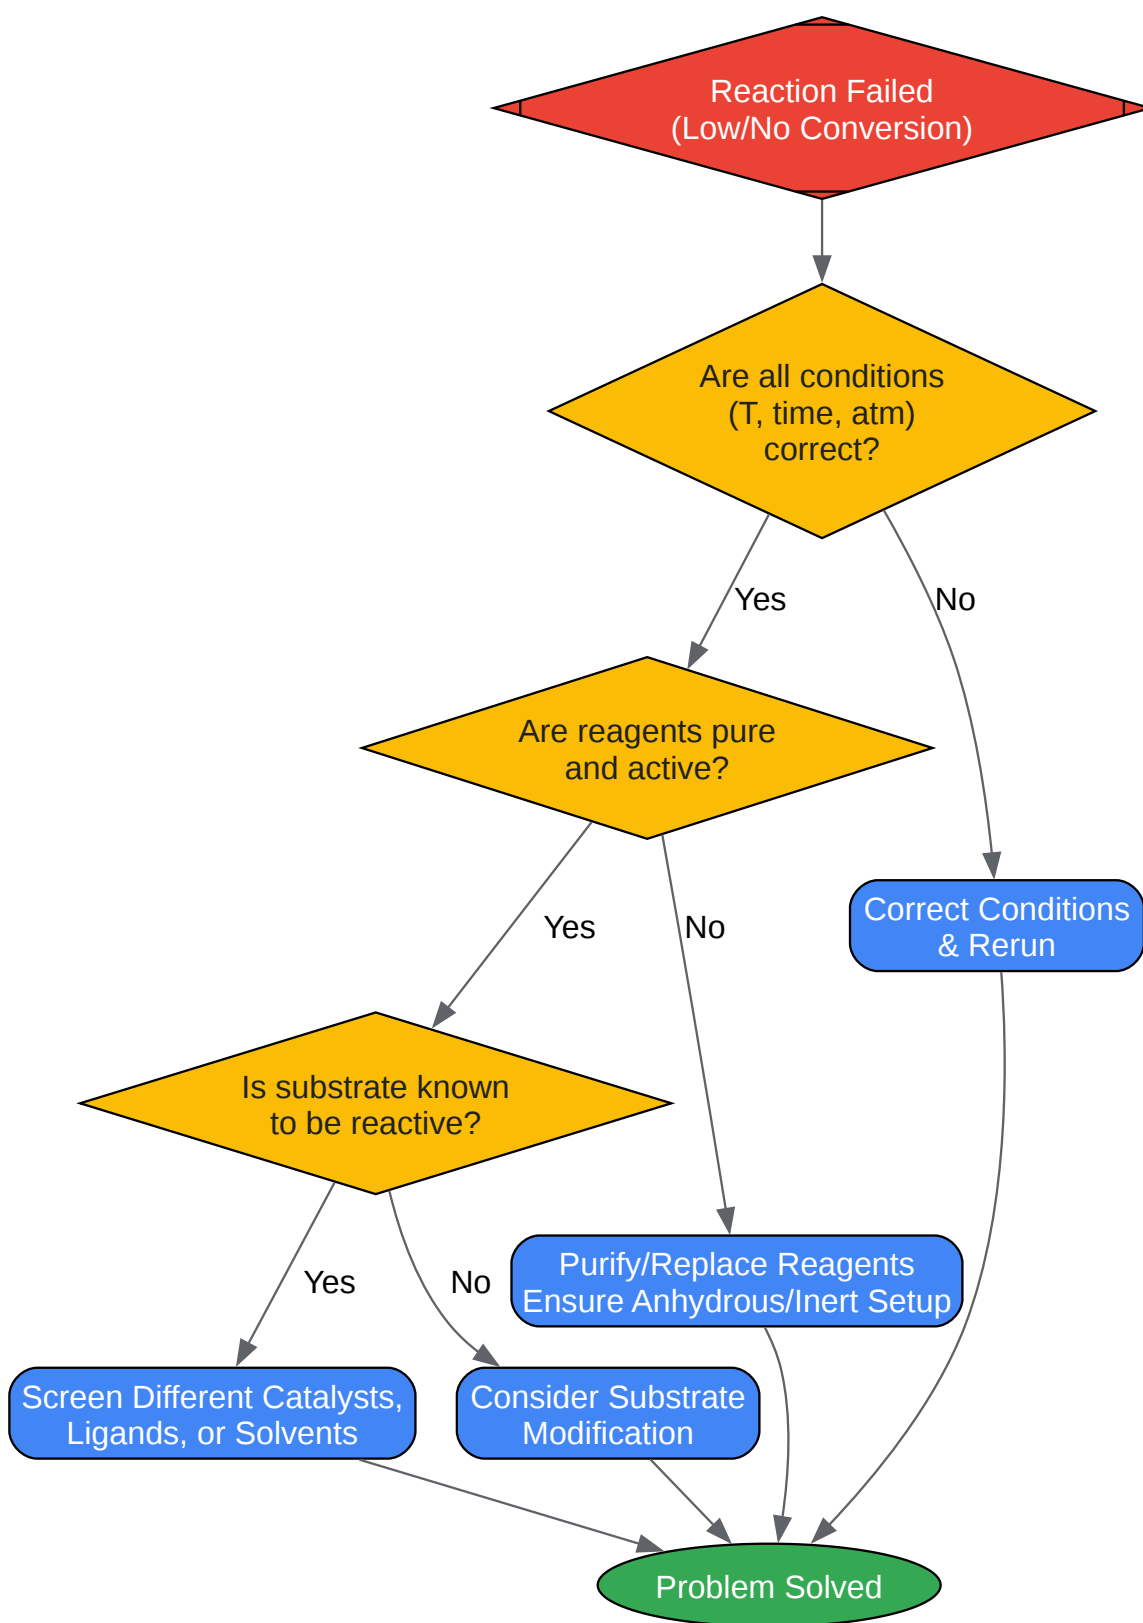 Reaction Failed
(Low/No Conversion)
Are all conditions
(T, time, atm)
correct?
Yes
No
Are reagents pure
and active?
Yes
No
Correct Conditions
& Rerun
Is substrate known
to be reactive?
Yes
No
Purify/Replace Reagents
Ensure Anhydrous/Inert Setup
Screen Different Catalysts,
Ligands, or Solvents
Consider Substrate
Modification
Problem Solved